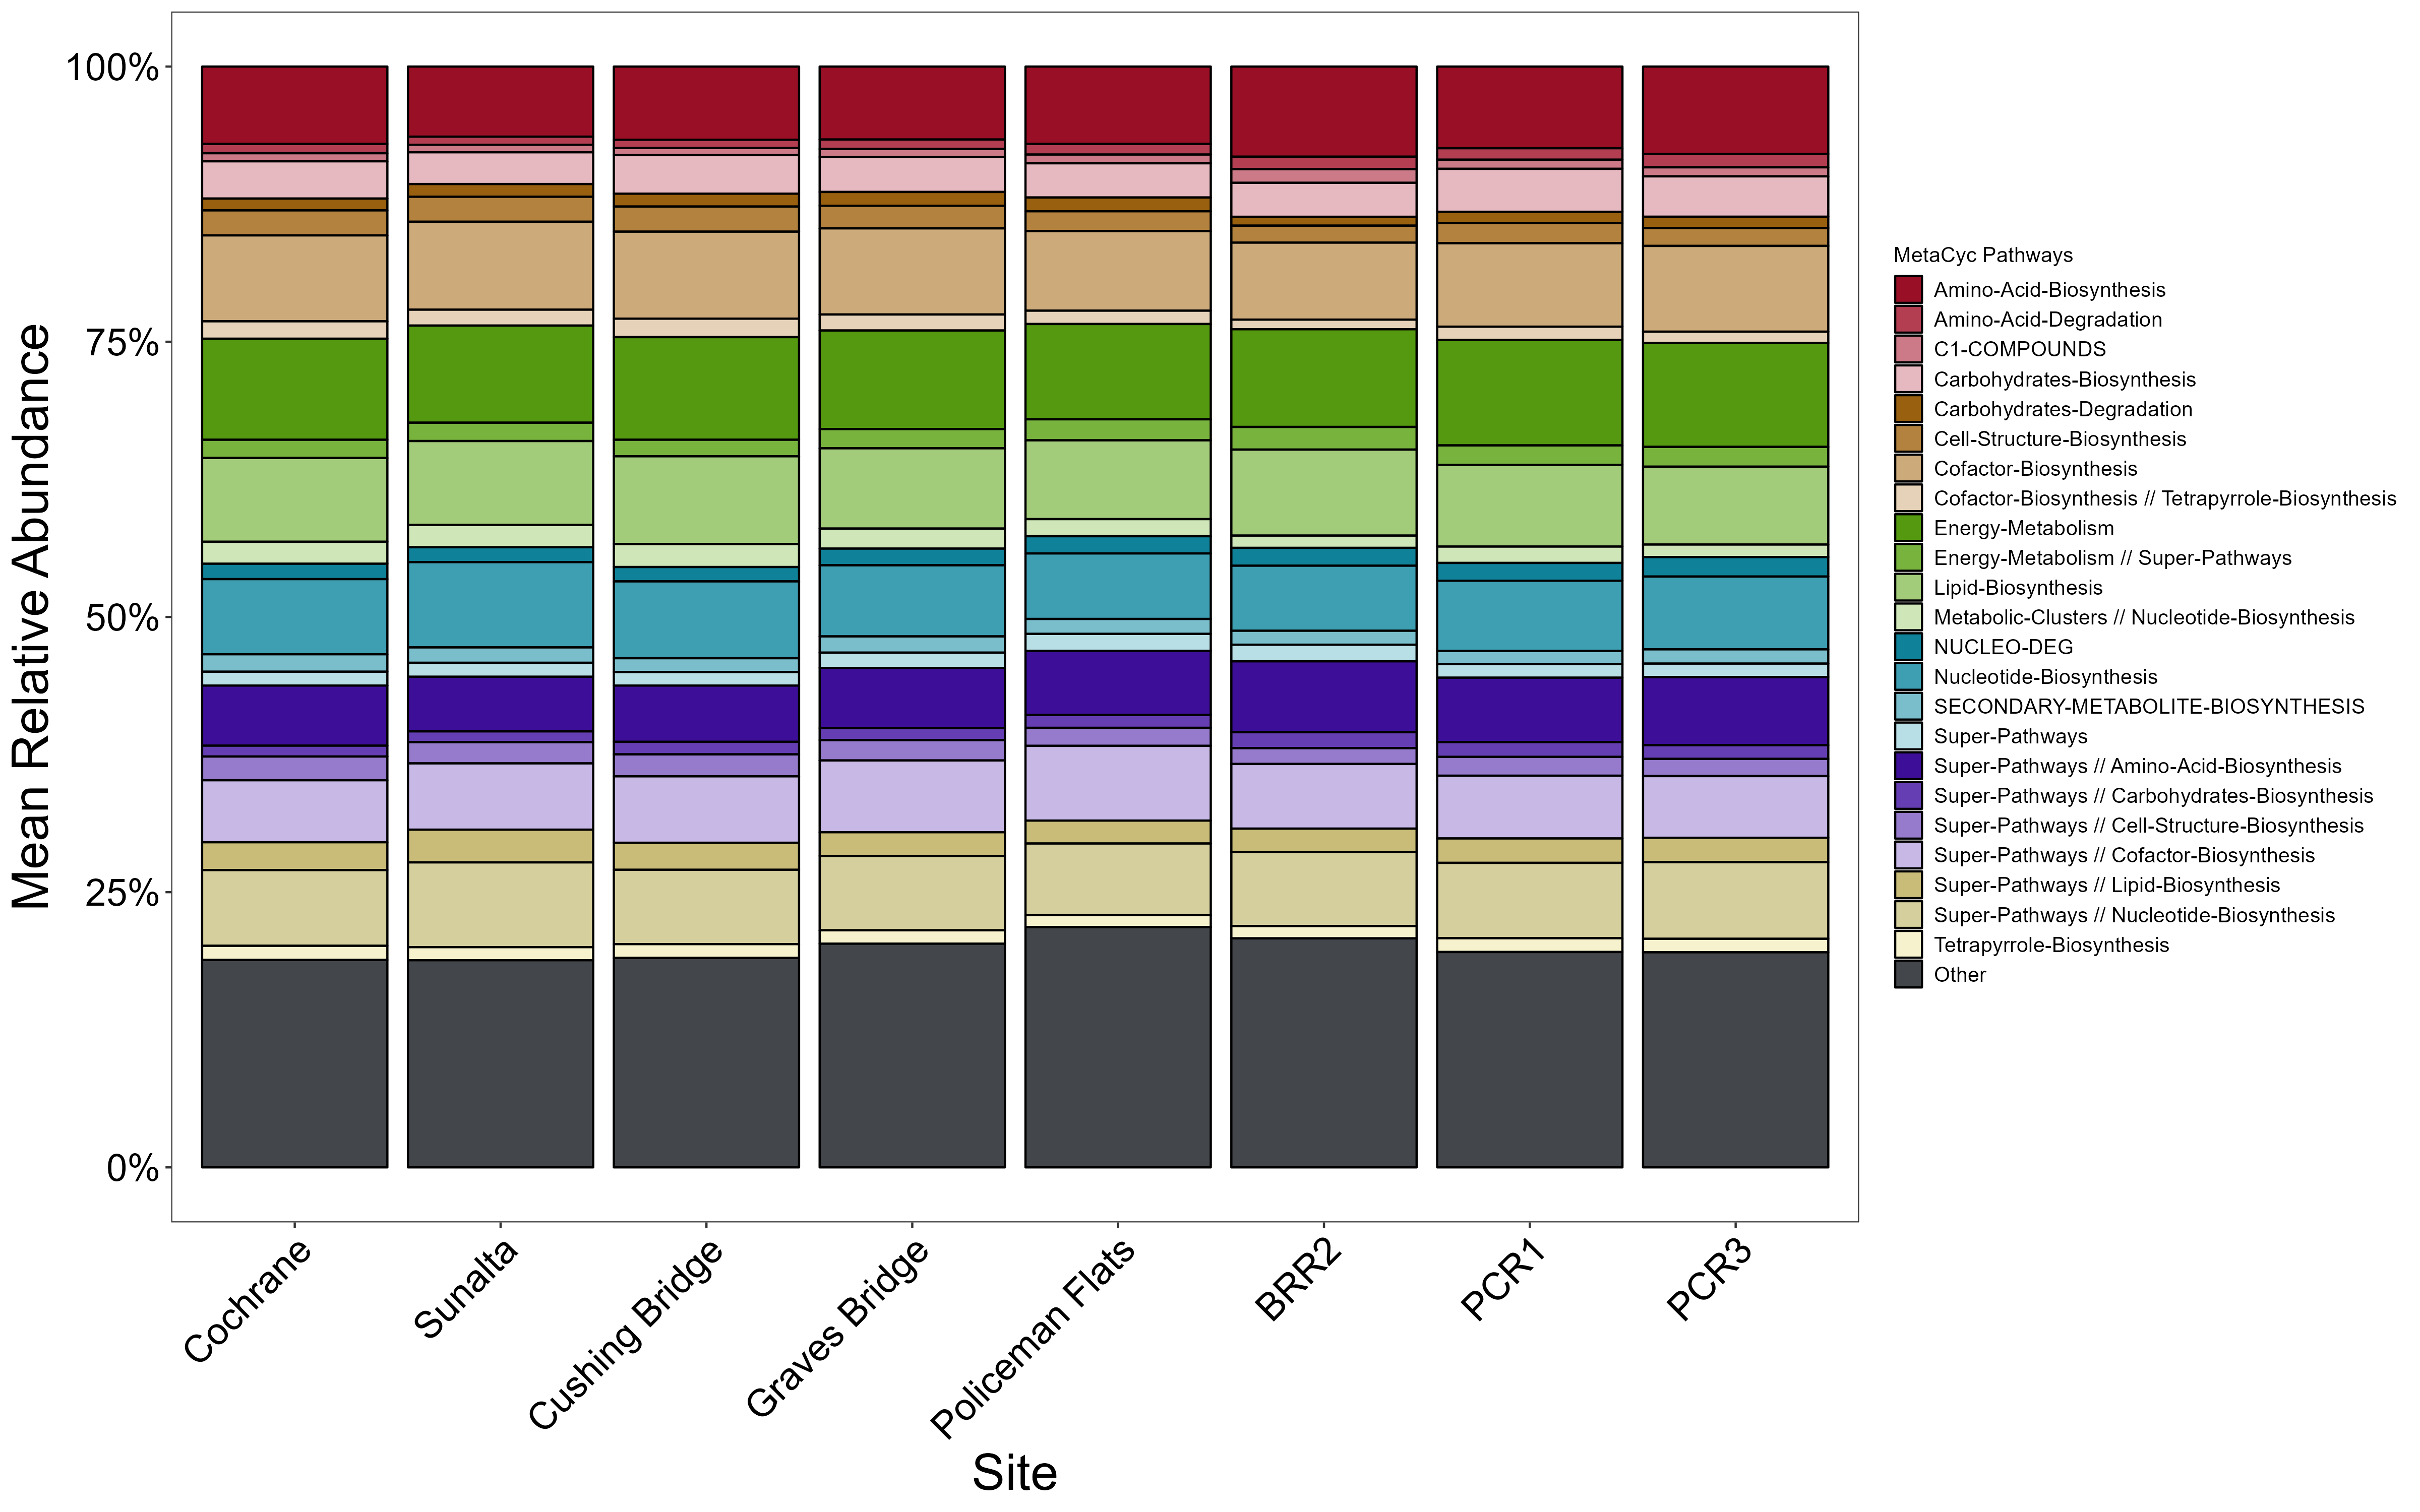 Mean Relative Abundance
100%
75%
50%
25%
0%
Cochrane
Sunalta
Cushing Bridge
Graves Bridge
Policeman Flats
BRR2
PCR1
PCR3
Site
MetaCyc Pathways
Amino-Acid-Biosynthesis
Amino-Acid-Degradation
C1-COMPOUNDS
Carbohydrates-Biosynthesis
Carbohydrates-Degradation
Cell-Structure-Biosynthesis
Cofactor-Biosynthesis
Cofactor-Biosynthesis // Tetrapyrrole-Biosynthesis
Energy-Metabolism
Energy-Metabolism // Super-Pathways
Lipid-Biosynthesis
Metabolic-Clusters // Nucleotide-Biosynthesis
NUCLEO-DEG
Nucleotide-Biosynthesis
SECONDARY-METABOLITE-BIOSYNTHESIS
Super-Pathways
Super-Pathways // Amino-Acid-Biosynthesis
Super-Pathways // Carbohydrates-Biosynthesis
Super-Pathways // Cell-Structure-Biosynthesis
Super-Pathways // Cofactor-Biosynthesis
Super-Pathways // Lipid-Biosynthesis
Super-Pathways // Nucleotide-Biosynthesis
Tetrapyrrole-Biosynthesis
Other